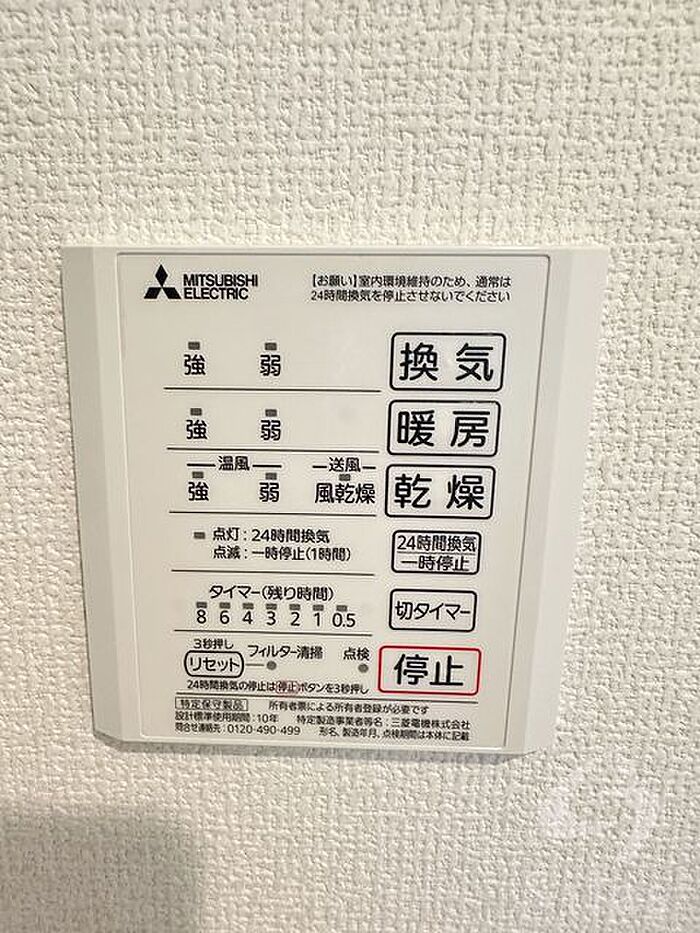 MITSUBISHI
ELECTRIC
【お願い】室内環境維持のため、通常は
24時間換気を停止させないでください
強 弱 換気
強 弱 暖房
温風 送風
強 弱 風乾燥 乾燥
点灯:24時間換気
点滅:一時停止(1時間)
24時間換気
一時停止
タイマー(残り時間)
8 6 4 3 2 1 0.5
切タイマー
3秒押し
リセット フィルター清掃 点検
停止
24時間換気の停止は停止ボタンを3秒押し
特定保守製品 所有者票による所有者登録が必要です
設計標準使用期間:10年 特定製造事業者等名:三菱電機株式会社
問合せ連絡先:0120-490-499 形名、製造年月、点検期間は本体に記載